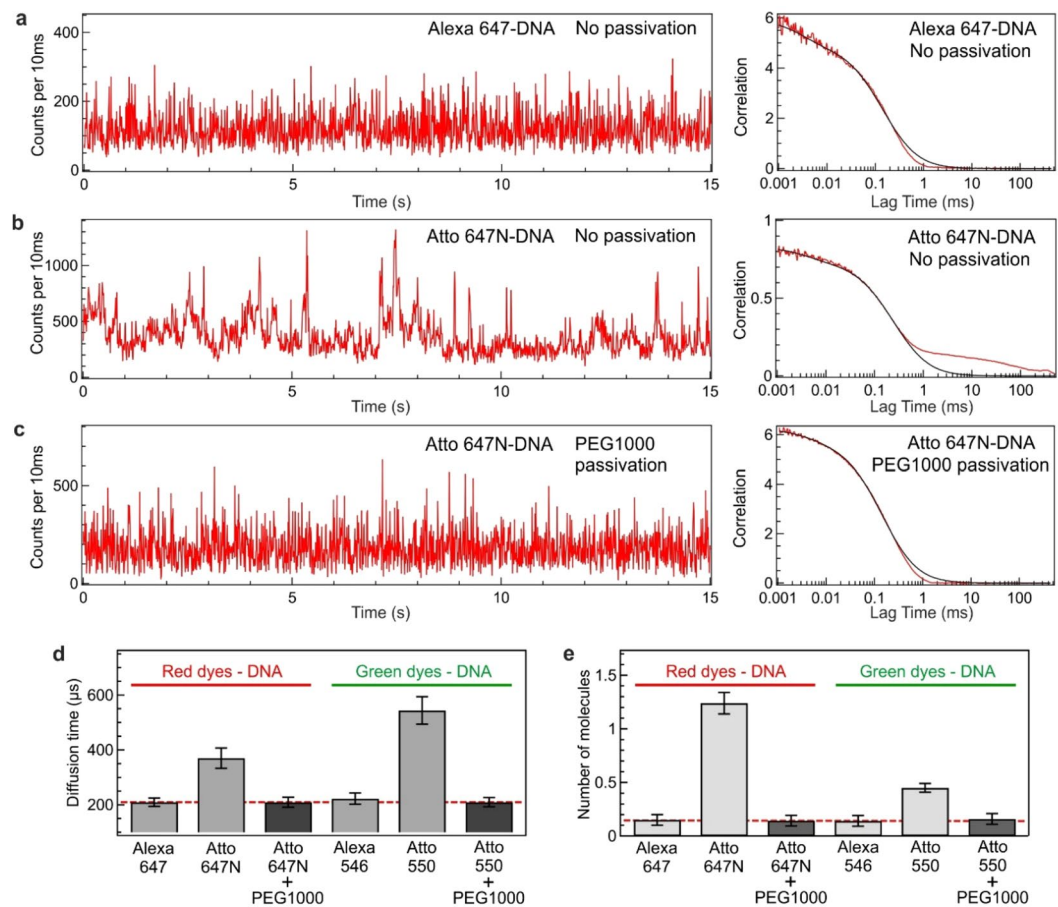 a
Alexa 647-DNA No passivation
Counts per 10ms
400
200
0
0 5 10 15
Time (s)
Alexa 647-DNA
No passivation
Correlation
6
4
2
0
0.001 0.01 0.1 1 10 100
Lag Time (ms)
b
Atto 647N-DNA No passivation
Counts per 10ms
1000
500
0
0 5 10 15
Time (s)
Atto 647N-DNA
No passivation
Correlation
1
0.5
0
0.001 0.01 0.1 1 10 100
Lag Time (ms)
c
Atto 647N-DNA PEG1000
passivation
Counts per 10ms
500
0
0 5 10 15
Time (s)
Atto 647N-DNA
PEG1000 passivation
Correlation
6
4
2
0
0.001 0.01 0.1 1 10 100
Lag Time (ms)
d
Red dyes - DNA Green dyes - DNA
Diffusion time (µs)
600
400
200
Alexa Atto Atto Alexa Atto Atto
647 647N 647N 546 550 550
+ +
PEG1000 PEG1000
e
Red dyes - DNA Green dyes - DNA
Number of molecules
1.5
1
0.5
0
Alexa Atto Atto Alexa Atto Atto
647 647N 647N 546 550 550
+ +
PEG1000 PEG1000